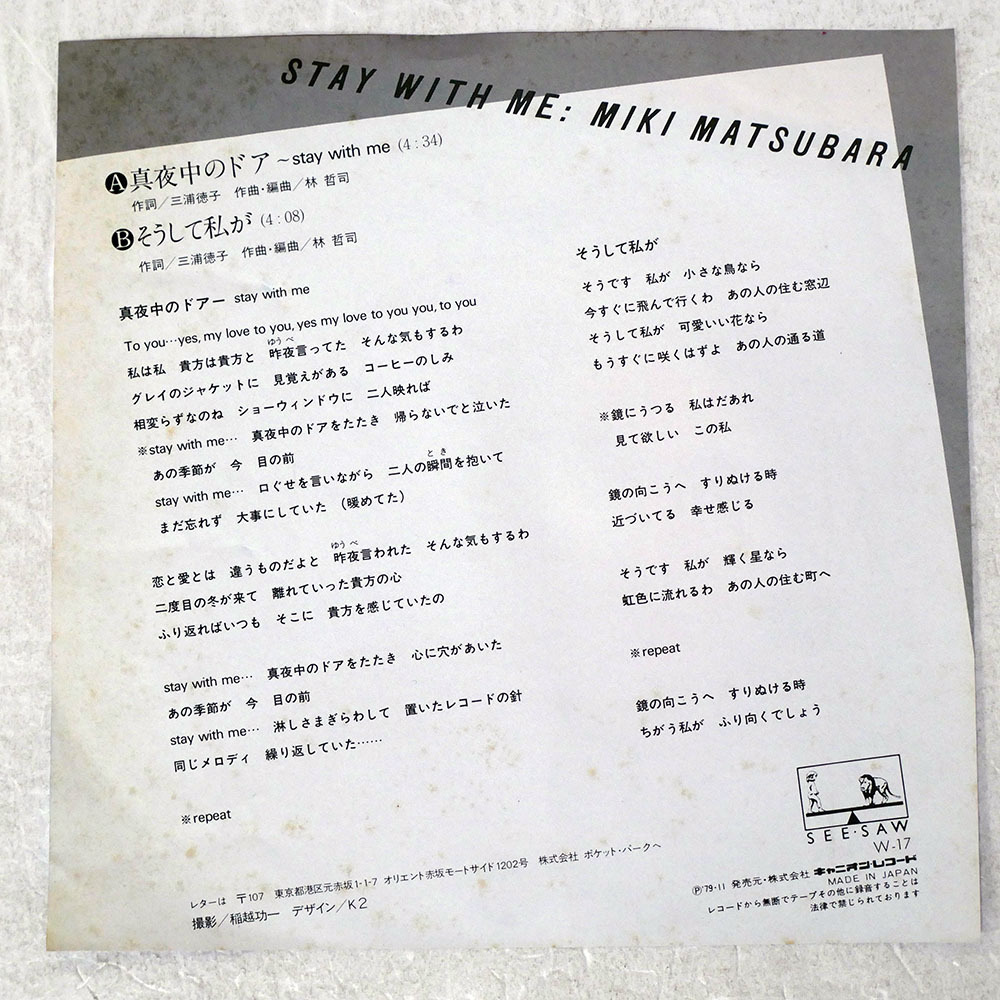 STAY WITH ME: MIKI MATSUBARA
A 真夜中のドア ~stay with me (4:34)
作詞/三浦徳子 作曲・編曲/林 哲司
B そうして私が (4:08)
作詞/三浦徳子 作曲・編曲/林 哲司
真夜中のドアー stay with me
To you…yes, my love to you, yes my love to you you, to you
ゆうべ
私は私 貴方は貴方と 昨夜言ってた そんな気もするわ
グレイのジャケットに 見覚えがある コーヒーのしみ
相変らずなのね ショーウィンドウに 二人映れば
※stay with me… 真夜中のドアをたたき 帰らないでと泣いた
あの季節が 今 目の前
とき
stay with me… 口ぐせを言いながら 二人の瞬間を抱いて
まだ忘れず 大事にしていた (暖めてた)
ゆうべ
恋と愛とは 違うものだよと 昨夜言われた そんな気もするわ
二度目の冬が来て 離れていった貴方の心
ふり返ればいつも そこに 貴方を感じていたの
stay with me… 真夜中のドアをたたき 心に穴があいた
あの季節が 今 目の前
stay with me… 淋しさまぎらわして 置いたレコードの針
同じメロディ 繰り返していた……
※repeat
そうして私が
そうです 私が 小さな鳥なら
今すぐに飛んで行くわ あの人の住む窓辺
そうして私が 可愛いい花なら
もうすぐに咲くはずよ あの人の通る道
※鏡にうつる 私はだあれ
見て欲しい この私
鏡の向こうへ すりぬける時
近づいてる 幸せ感じる
そうです 私が 輝く星なら
虹色に流れるわ あの人の住む町へ
※repeat
鏡の向こうへ すりぬける時
ちがう私が ふり向くでしょう
SEE・SAW
W-17
レターは 〒107 東京都港区元赤坂1-1-7 オリエント赤坂モートサイド1202号 株式会社 ポケット・パークへ
撮影/稲越功一 デザイン/K2
Ⓟ'79・11 発売元・株式会社 キャニオン・レコード
MADE IN JAPAN
レコードから無断でテープその他に録音することは
法律で禁じられております